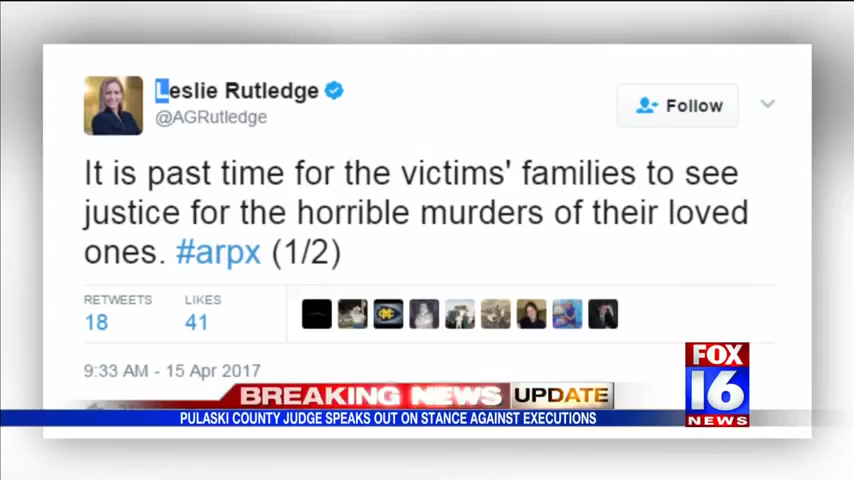 Leslie Rutledge
@AGRutledge
Follow
It is past time for the victims' families to see
justice for the horrible murders of their loved
ones. #arpx (1/2)
RETWEETS
18
LIKES
41
9:33 AM - 15 Apr 2017
BREAKING NEWS UPDATE
PULASKI COUNTY JUDGE SPEAKS OUT ON STANCE AGAINST EXECUTIONS
FOX
16
NEWS